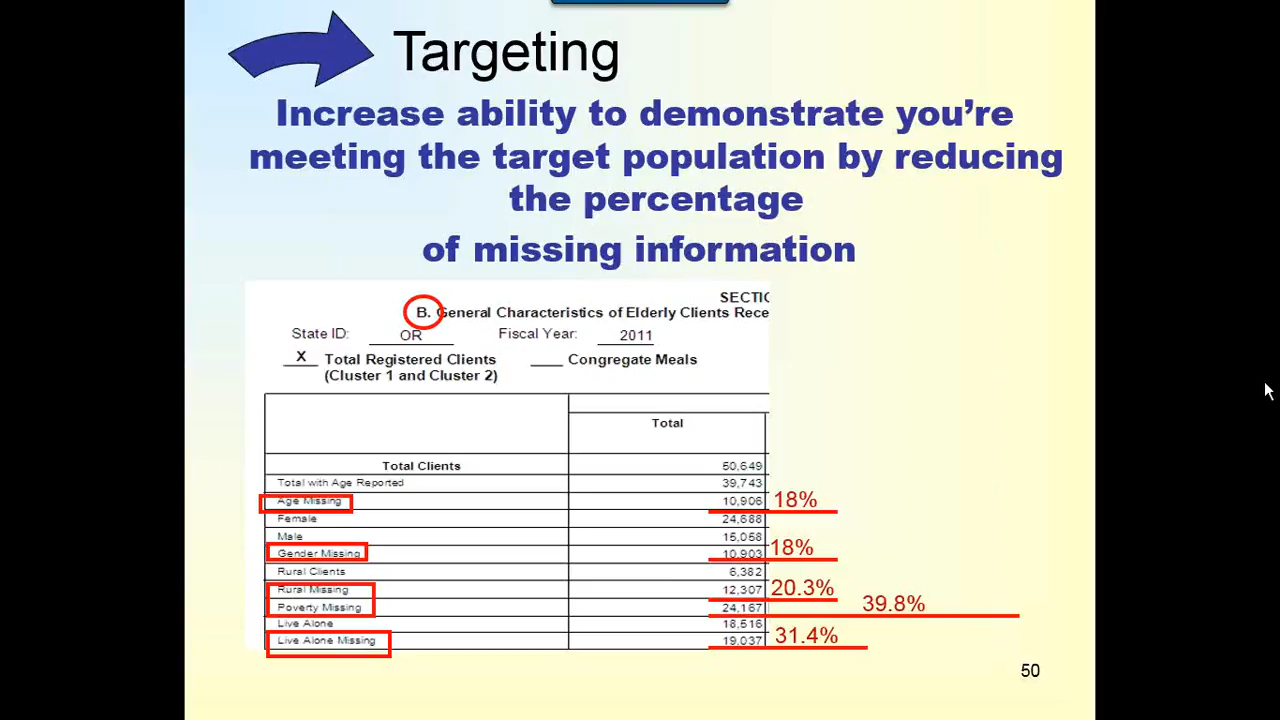 Targeting
Increase ability to demonstrate you’re
meeting the target population by reducing
the percentage
of missing information
SECTIO
B. General Characteristics of Elderly Clients Rece
State ID: OR Fiscal Year: 2011
X Total Registered Clients Congregate Meals
(Cluster 1 and Cluster 2)
Total
Total Clients 50,649
Total with Age Reported 39,743
Age Missing 10,906 18%
Female 24,688
Male 15,058
Gender Missing 10,903 18%
Rural Clients 6,382
Rural Missing 12,307 20.3%
Poverty Missing 24,167 39.8%
Live Alone 18,516
Live Alone Missing 19,037 31.4%
50